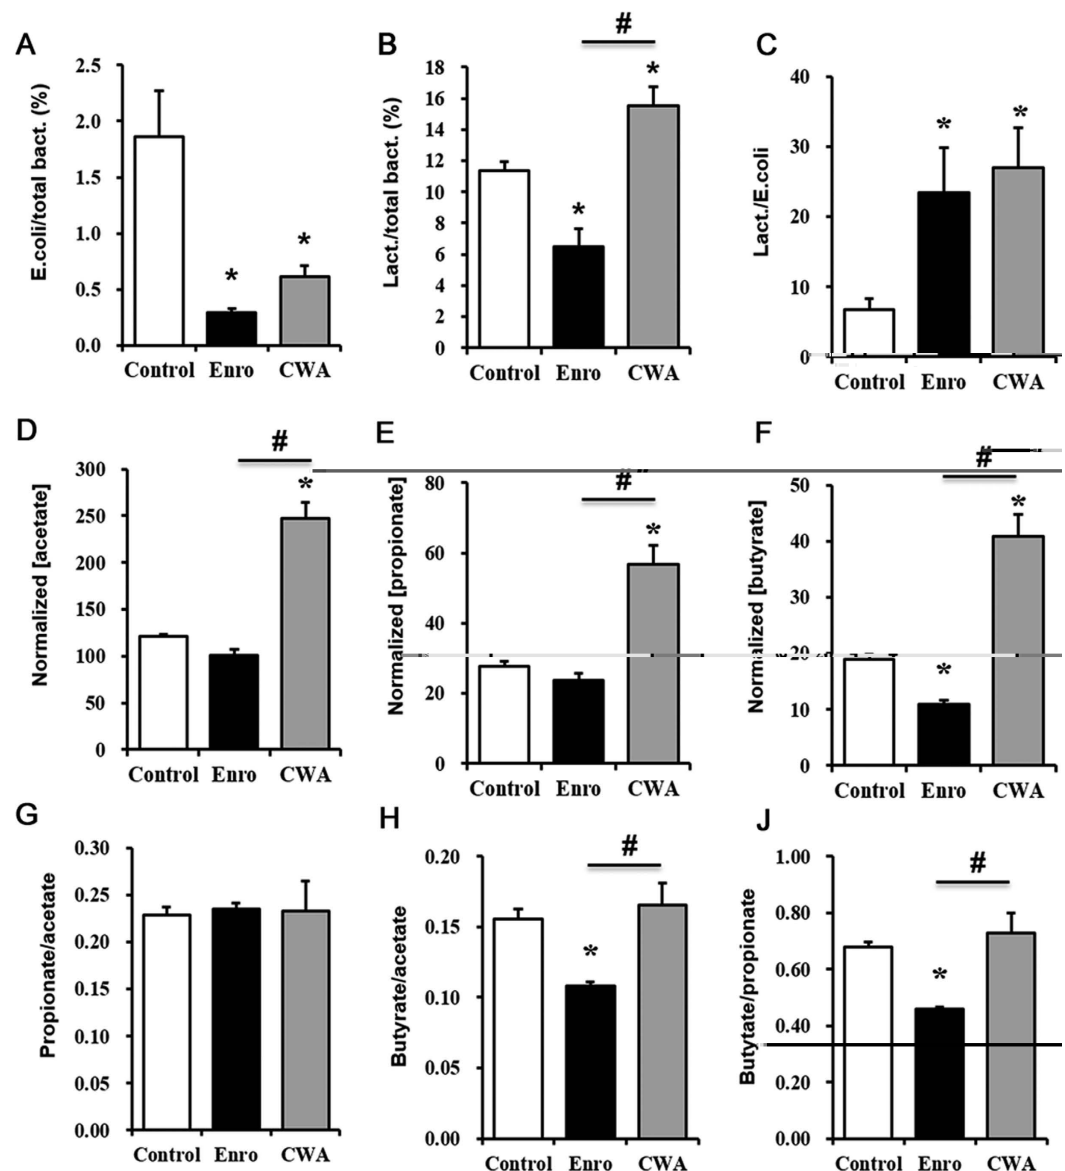 A
E.coli/total bact. (%)
2.5
2.0
1.5
1.0
0.5
0.0
*
*
Control Enro CWA
B
Lact./total bact. (%)
18
16
14
12
10
8
6
4
2
0
#
*
*
Control Enro CWA
C
Lact./E.coli
40
30
20
10
0
*
*
Control Enro CWA
D
Normalized [acetate]
300
250
200
150
100
50
0
#
*
Control Enro CWA
E
Normalized [propionate]
80
60
40
20
0
#
*
Control Enro CWA
F
Normalized [butyrate]
50
40
30
20
10
0
#
*
*
Control Enro CWA
G
Propionate/acetate
0.30
0.25
0.20
0.15
0.10
0.05
0.00
Control Enro CWA
H
Butyrate/acetate
0.20
0.15
0.10
0.05
0.00
#
*
Control Enro CWA
J
Butytate/propionate
1.00
0.80
0.60
0.40
0.20
0.00
#
*
Control Enro CWA